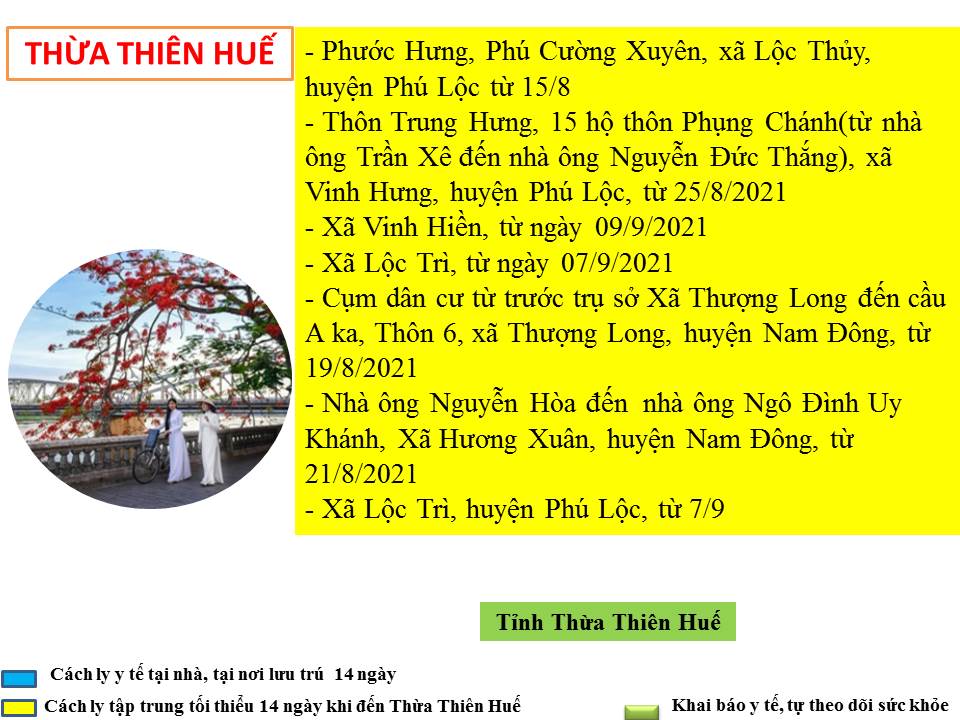 THỪA THIÊN HUẾ
- Phước Hưng, Phú Cường Xuyên, xã Lộc Thủy,
huyện Phú Lộc từ 15/8
- Thôn Trung Hưng, 15 hộ thôn Phụng Chánh(từ nhà
ông Trần Xê đến nhà ông Nguyễn Đức Thắng), xã
Vinh Hưng, huyện Phú Lộc, từ 25/8/2021
- Xã Vinh Hiền, từ ngày 09/9/2021
- Xã Lộc Trì, từ ngày 07/9/2021
- Cụm dân cư từ trước trụ sở Xã Thượng Long đến cầu
A ka, Thôn 6, xã Thượng Long, huyện Nam Đông, từ
19/8/2021
- Nhà ông Nguyễn Hòa đến nhà ông Ngô Đình Uy
Khánh, Xã Hương Xuân, huyện Nam Đông, từ
21/8/2021
- Xã Lộc Trì, huyện Phú Lộc, từ 7/9
Tỉnh Thừa Thiên Huế
Cách ly y tế tại nhà, tại nơi lưu trú 14 ngày
Cách ly tập trung tối thiểu 14 ngày khi đến Thừa Thiên Huế
Khai báo y tế, tự theo dõi sức khỏe